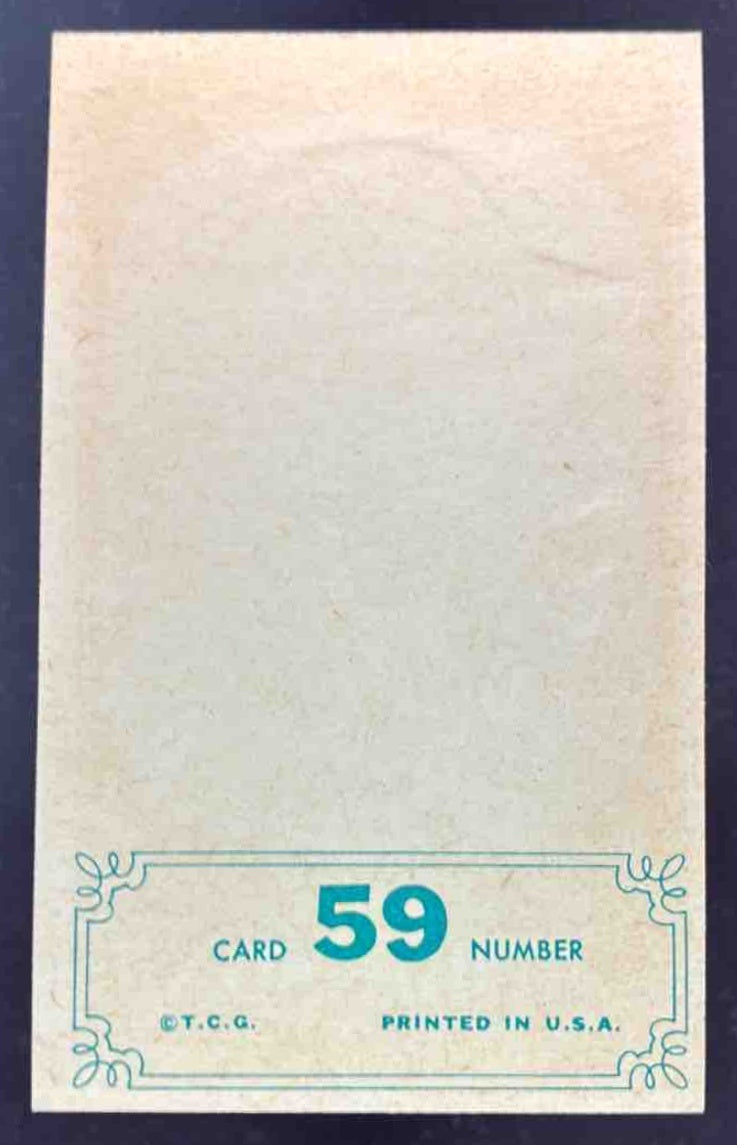 CARD 59 NUMBER
©T.C.G. PRINTED IN U.S.A.